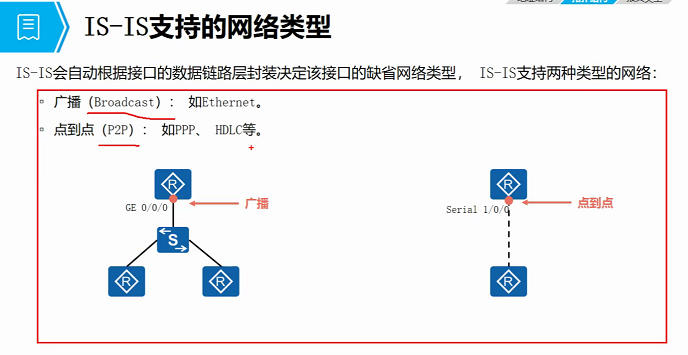 IS-IS支持的网络类型
IS-IS会自动根据接口的数据链路层封装决定该接口的缺省网络类型， IS-IS支持两种类型的网络：
▫ 广播（Broadcast）： 如Ethernet。
▫ 点到点（P2P）： 如PPP、 HDLC等。
R
R
GE 0/0/0
广播
Serial 1/0/0
点到点
S
R
R
R